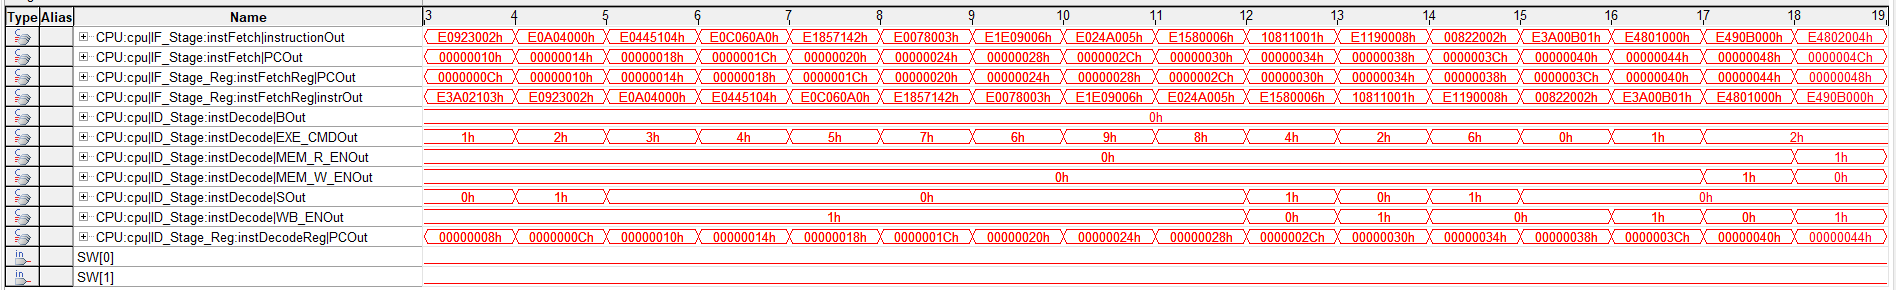 Type Alias Name 3 4 5 6 7 8 9 10 11 12 13 14 15 16 17 18 19
CPU:cpu|IF_Stage:instFetch|instructionOut E0923002h E0A04000h E0445104h E0C060A0h E1857142h E0078003h E1E09006h E024A005h E1580006h 10811001h E1190008h 00822002h E3A00B01h E4801000h E490B000h E4802004h
CPU:cpu|IF_Stage:instFetch|PCOut 00000010h 00000014h 00000018h 0000001Ch 00000020h 00000024h 00000028h 0000002Ch 00000030h 00000034h 00000038h 0000003Ch 00000040h 00000044h 00000048h 0000004Ch
CPU:cpu|IF_Stage_Reg:instFetchReg|PCOut 0000000Ch 00000010h 00000014h 00000018h 0000001Ch 00000020h 00000024h 00000028h 0000002Ch 00000030h 00000034h 00000038h 0000003Ch 00000040h 00000044h 00000048h
CPU:cpu|IF_Stage_Reg:instFetchReg|instrOut E3A02103h E0923002h E0A04000h E0445104h E0C060A0h E1857142h E0078003h E1E09006h E024A005h E1580006h 10811001h E1190008h 00822002h E3A00B01h E4801000h E490B000h
CPU:cpu|ID_Stage:instDecode|BOut 0h
CPU:cpu|ID_Stage:instDecode|EXE_CMDOut 1h 2h 3h 4h 5h 7h 6h 9h 8h 4h 2h 6h 0h 1h 2h
CPU:cpu|ID_Stage:instDecode|MEM_R_ENOut 0h 1h
CPU:cpu|ID_Stage:instDecode|MEM_W_ENOut 0h 1h 0h
CPU:cpu|ID_Stage:instDecode|SOut 0h 1h 0h 1h 0h 1h 0h
CPU:cpu|ID_Stage:instDecode|WB_ENOut 1h 0h 1h 0h 1h 0h 1h
CPU:cpu|ID_Stage_Reg:instDecodeReg|PCOut 00000008h 0000000Ch 00000010h 00000014h 00000018h 0000001Ch 00000020h 00000024h 00000028h 0000002Ch 00000030h 00000034h 00000038h 0000003Ch 00000040h 00000044h
in SW[0]
in SW[1]